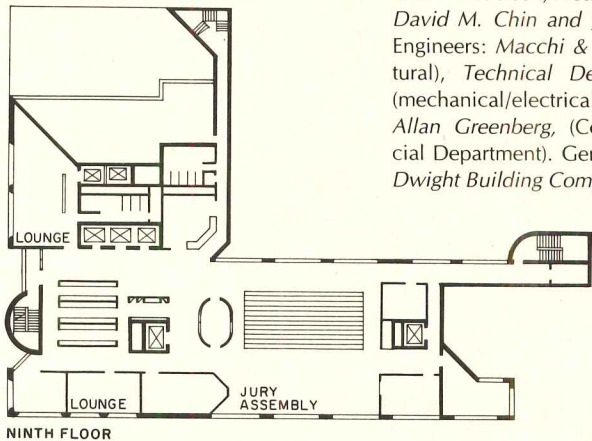 David M. Chin and
Engineers: Macchi &
tural), Technical De
(mechanical/electrica
Allan Greenberg, (Co
cial Department). Gen
Dwight Building Com
LOUNGE
LOUNGE
JURY
ASSEMBLY
NINTH FLOOR